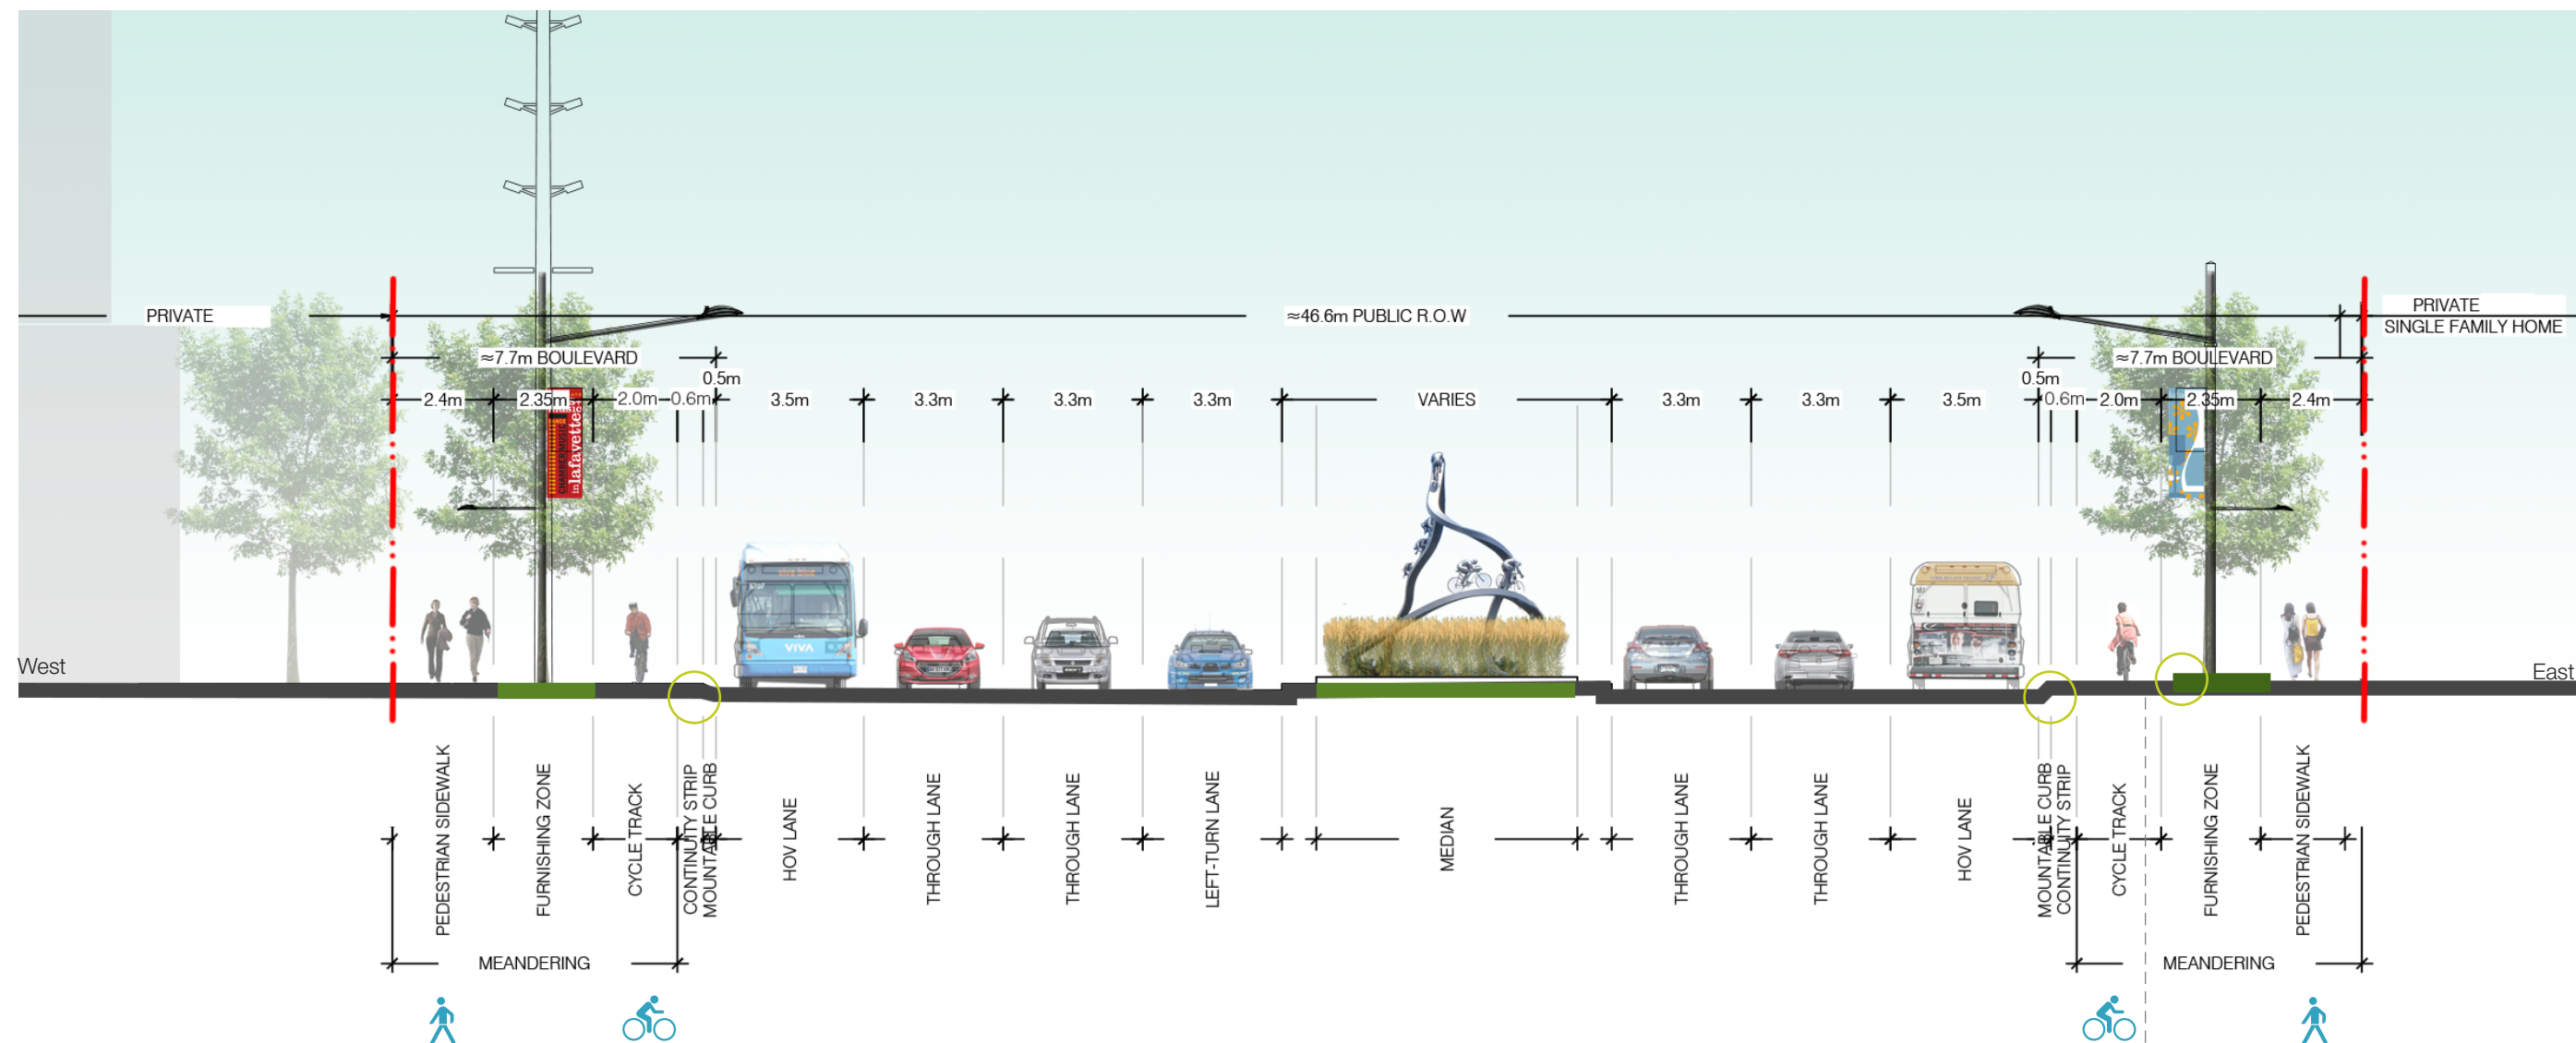 PRIVATE
≈46.6m PUBLIC R.O.W
PRIVATE
SINGLE FAMILY HOME
≈7.7m BOULEVARD
≈7.7m BOULEVARD
0.5m
0.5m
2.4m
2.35m
2.0m
0.6m
3.5m
3.3m
3.3m
3.3m
VARIES
3.3m
3.3m
3.5m
0.6m
2.0m
2.35m
2.4m
CHAMBER MUSIC
in lafayette
VIVA
West
East
PEDESTRIAN SIDEWALK
FURNISHING ZONE
CYCLE TRACK
CONTINUITY STRIP
MOUNTABLE CURB
HOV LANE
THROUGH LANE
THROUGH LANE
LEFT-TURN LANE
MEDIAN
THROUGH LANE
THROUGH LANE
HOV LANE
MOUNTABLE CURB
CONTINUITY STRIP
CYCLE TRACK
FURNISHING ZONE
PEDESTRIAN SIDEWALK
MEANDERING
MEANDERING